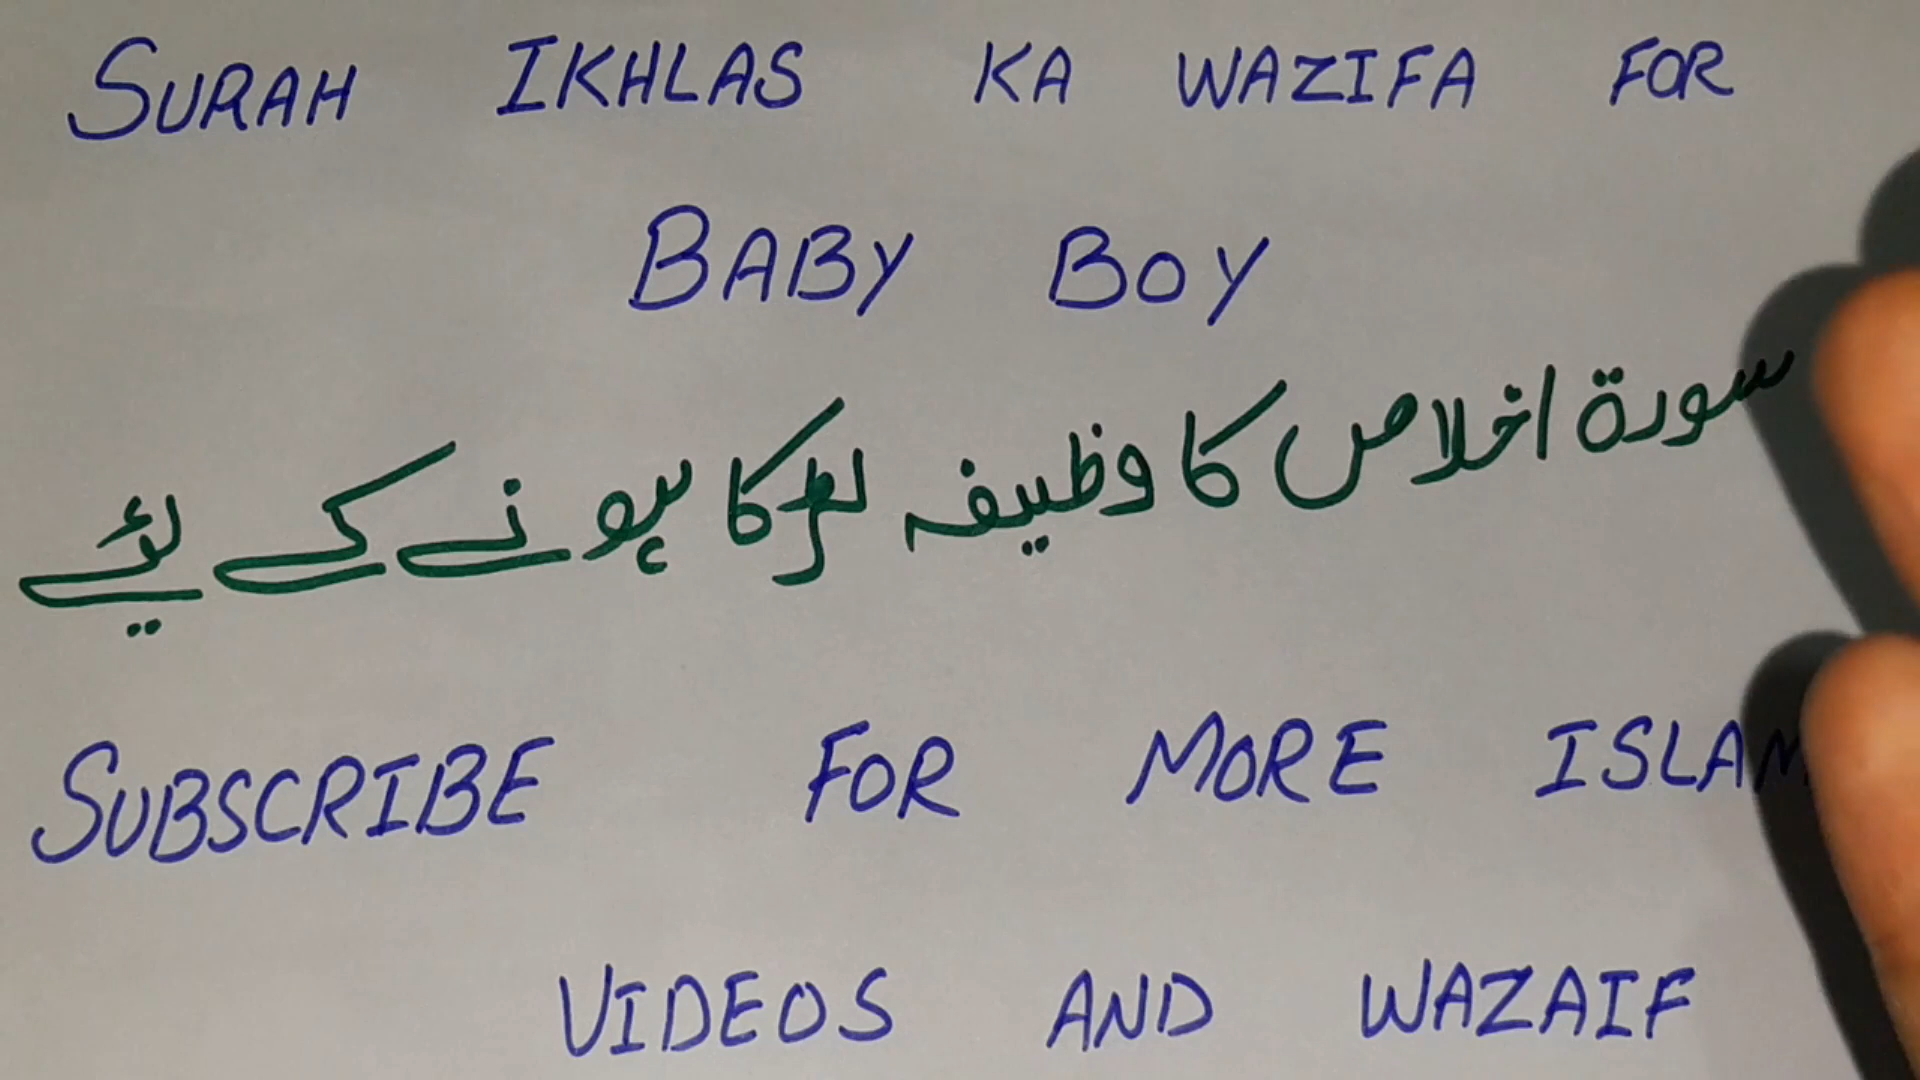 SURAH IKHLAS KA WAZIFA FOR
BABY BOY
سورة اخلاص کا وظیفہ لڑکا ہونے کے لئے
SUBSCRIBE FOR MORE ISLAM
VIDEOS AND WAZAIF